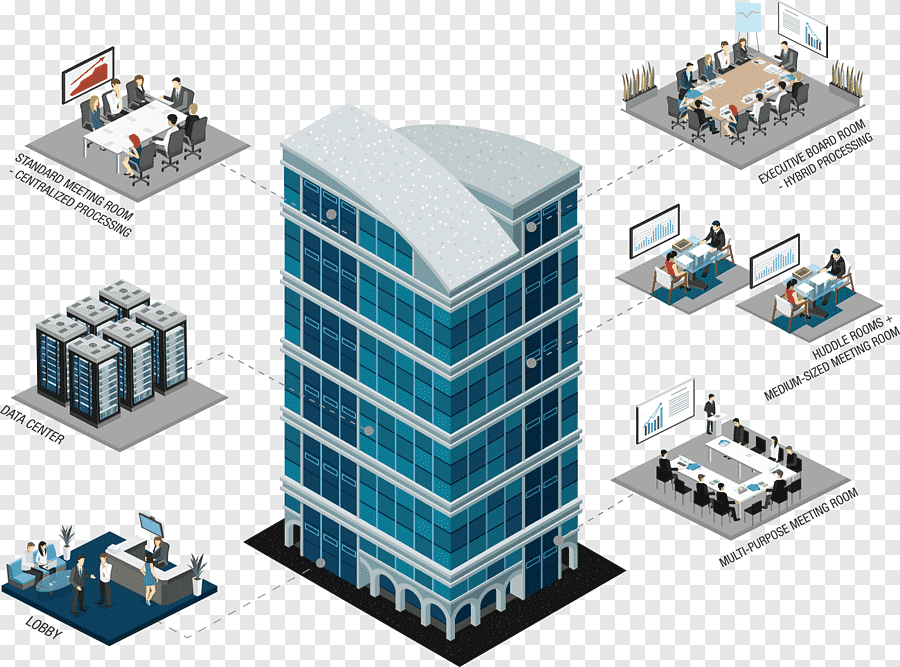 STANDARD MEETING ROOM
- CENTRALIZED PROCESSING
EXECUTIVE BOARD ROOM
- HYBRID PROCESSING
HUDDLE ROOMS +
MEDIUM-SIZED MEETING ROOM
DATA CENTER
MULTI-PURPOSE MEETING ROOM
LOBBY